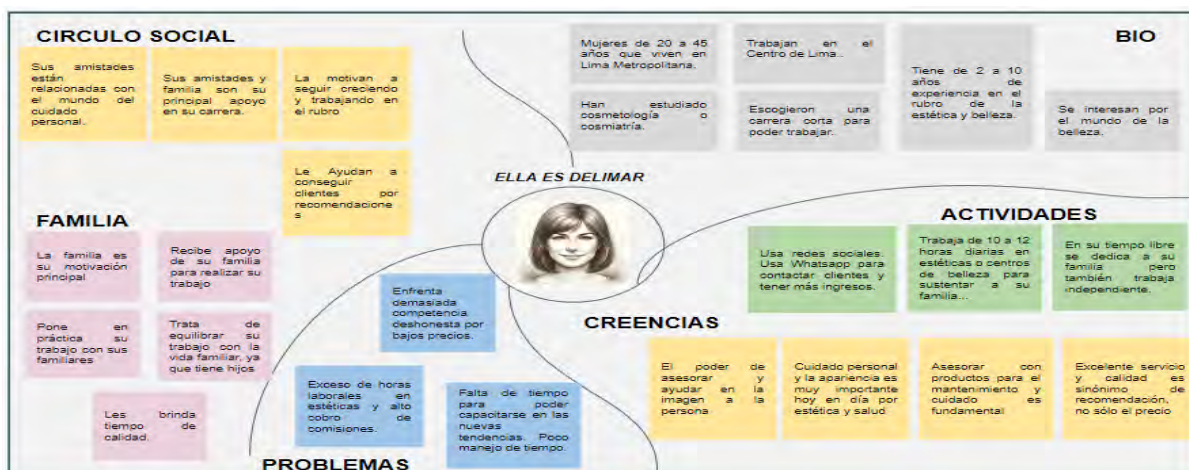 CIRCULO SOCIAL
Sus amistades
están
relacionadas con
el mundo del
cuidado
personal.
Sus amistades y
familia son su
principal apoyo
en su carrera.
La motivan a
seguir creciendo
y trabajando en
el rubro
Le Ayudan a
conseguir
clientes por
recomendacione
s
BIO
Mujeres de 20 a 45
años que viven en
Lima Metropolitana.
Trabajan en el
Centro de Lima..
Tiene de 2 a 10
años de
experiencia en el
rubro de la
estética y belleza.
Han estudiado
cosmetología o
cosmiatría.
Escogieron una
carrera corta para
poder trabajar..
Se interesan por
el mundo de la
belleza.
ELLA ES DELIMAR
FAMILIA
La familia es
su motivación
principal
Recibe apoyo
de su familia
para realizar su
trabajo
Pone en
práctica su
trabajo con sus
familiares
Trata de
equilibrar su
trabajo con la
vida familiar, ya
que tiene hijos
Les brinda
tiempo de
calidad.
ACTIVIDADES
Usa redes sociales.
Usa Whatsapp para
contactar clientes y
tener más ingresos.
Trabaja de 10 a 12
horas diarias en
estéticas o centros
de belleza para
sustentar a su
familia...
En su tiempo libre
se dedica a su
familia pero
también trabaja
independiente.
CREENCIAS
El poder de
asesorar y
ayudar en la
imagen a la
persona
Cuidado personal
y la apariencia es
muy importante
hoy en día por
estética y salud
Asesorar con
productos para el
mantenimiento y
cuidado es
fundamental
Excelente servicio
y calidad es
sinónimo de
recomendación,
no sólo el precio
Enfrenta
demasiada
competencia
deshonesta por
bajos precios.
Exceso de horas
laborales en
estéticas y alto
cobro de
comisiones.
Falta de tiempo
para poder
capacitarse en las
nuevas
tendencias. Poco
manejo de tiempo.
PROBLEMAS